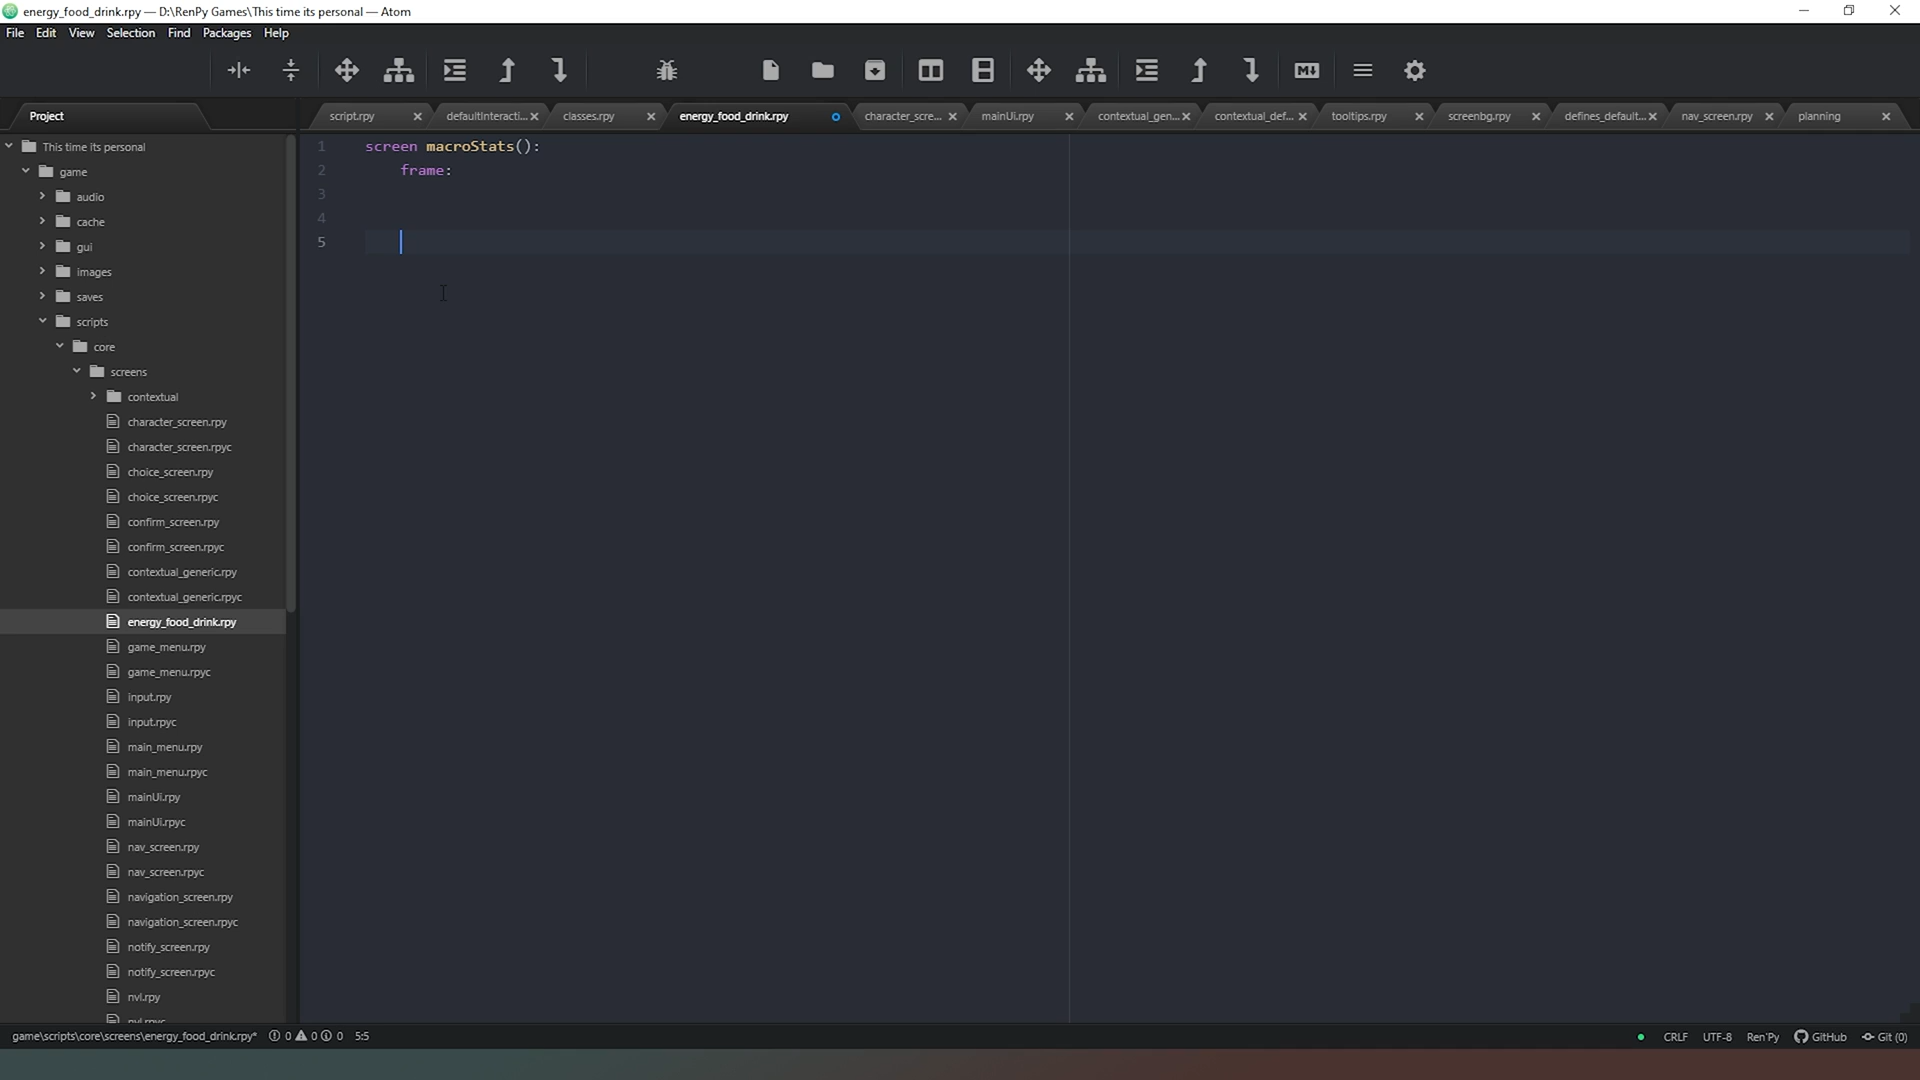 energy_food_drink.rpy — D:\RenPy Games\This time its personal — Atom
File Edit View Selection Find Packages Help
Project
script.rpy
defaultInteracti...
classes.rpy
energy_food_drink.rpy
character_scre...
mainUi.rpy
contextual_gen...
contextual_def...
tooltips.rpy
screenbg.rpy
defines_default...
nav_screen.rpy
planning
This time its personal
game
audio
cache
gui
images
saves
scripts
core
screens
contextual
character_screen.rpy
character_screen.rpyc
choice_screen.rpy
choice_screen.rpyc
confirm_screen.rpy
confirm_screen.rpyc
contextual_generic.rpy
contextual_generic.rpyc
energy_food_drink.rpy
game_menu.rpy
game_menu.rpyc
input.rpy
input.rpyc
main_menu.rpy
main_menu.rpyc
mainUi.rpy
mainUi.rpyc
nav_screen.rpy
nav_screen.rpyc
navigation_screen.rpy
navigation_screen.rpyc
notify_screen.rpy
notify_screen.rpyc
nvl.rpy
nvl.rpyc
1 screen macroStats():
2 frame:
3
4
5
game\scripts\core\screens\energy_food_drink.rpy* 0 0 0 5:5
CRLF UTF-8 Ren'Py GitHub Git (0)